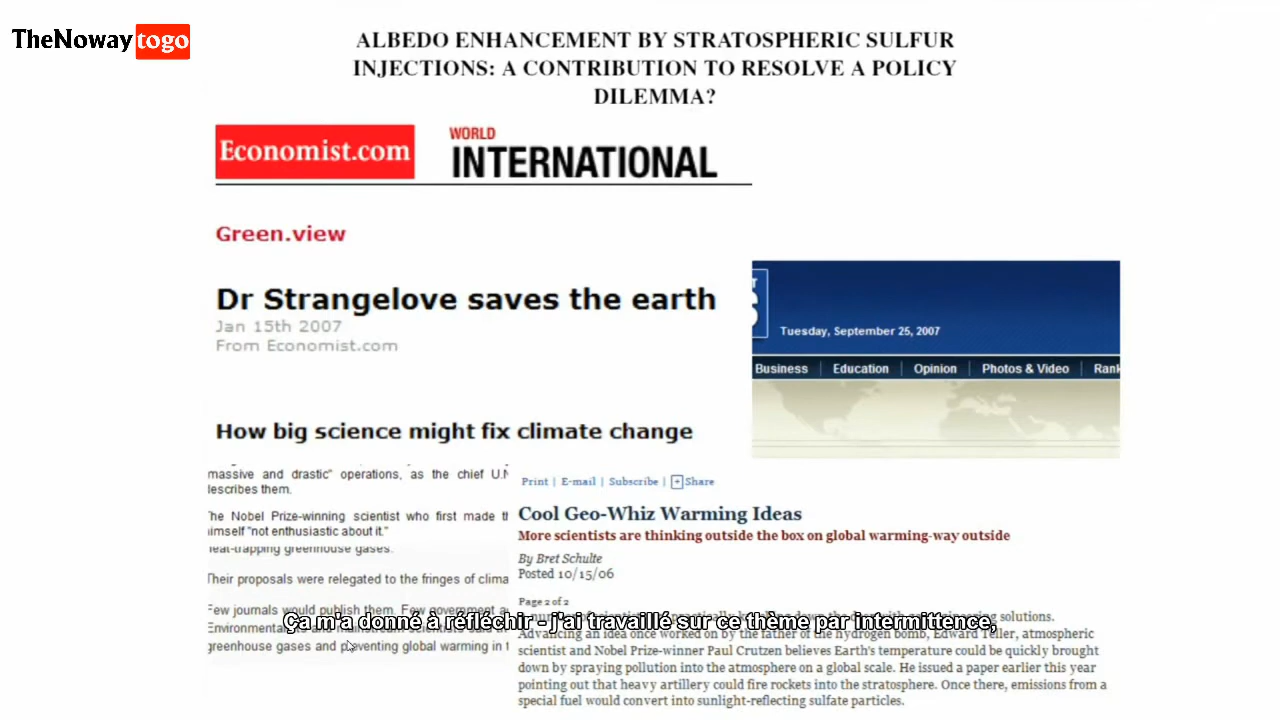 TheNowaytogo
ALBEDO ENHANCEMENT BY STRATOSPHERIC SULFUR
INJECTIONS: A CONTRIBUTION TO RESOLVE A POLICY
DILEMMA?
Economist.com
WORLD
INTERNATIONAL
Green.view
Dr Strangelove saves the earth
Jan 15th 2007
From Economist.com
Tuesday, September 25, 2007
Business | Education | Opinion | Photos & Video | Rank
How big science might fix climate change
massive and drastic" operations, as the chief U.N
describes them.
The Nobel Prize-winning scientist who first made th
himself "not enthusiastic about it."
heat-trapping greenhouse gases.
Their proposals were relegated to the fringes of clima
Few journals would publish them. Few government ag
Environmentalists and mainstream scientists said th
greenhouse gases and preventing global warming in t
Print | E-mail | Subscribe | + Share
Cool Geo-Whiz Warming Ideas
More scientists are thinking outside the box on global warming-way outside
By Bret Schulte
Posted 10/15/06
Page 2 of 2
geoengineering solutions.
Advancing an idea once worked on by the father of the hydrogen bomb, Edward Teller, atmospheric
scientist and Nobel Prize-winner Paul Crutzen believes Earth's temperature could be quickly brought
down by spraying pollution into the atmosphere on a global scale. He issued a paper earlier this year
pointing out that heavy artillery could fire rockets into the stratosphere. Once there, emissions from a
special fuel would convert into sunlight-reflecting sulfate particles.
Ça m'a donné à réfléchir - j'ai travaillé sur ce thème par intermittence,